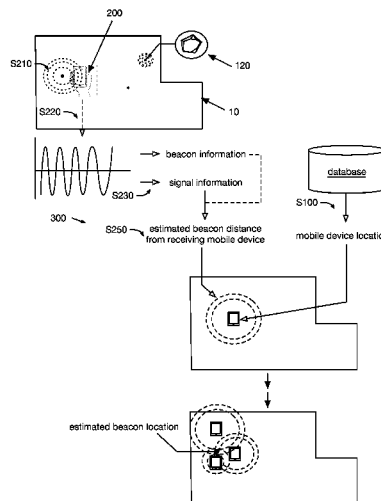 200
S210
120
S220
10
beacon information
signal information
S230
300
database
S100
S250
estimated beacon distance
from receiving mobile device
mobile device location
estimated beacon location